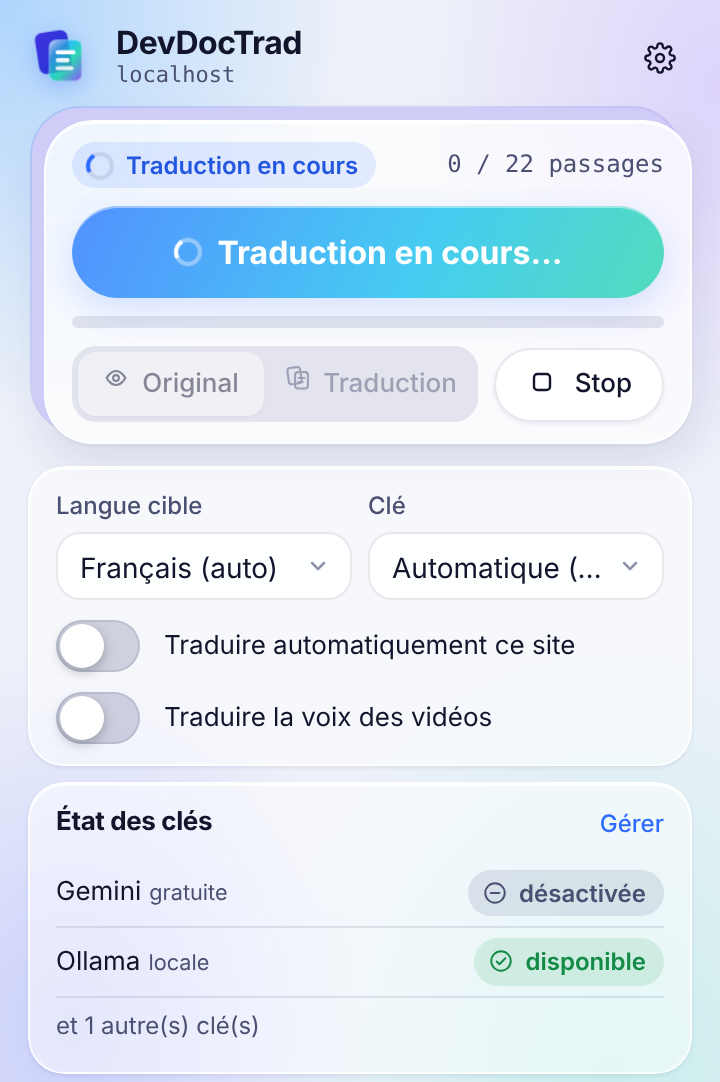 DevDocTrad
localhost
Traduction en cours
0 / 22 passages
Traduction en cours...
Original
Traduction
Stop
Langue cible
Clé
Français (auto)
Automatique (...
Traduire automatiquement ce site
Traduire la voix des vidéos
État des clés
Gérer
Gemini gratuite
désactivée
Ollama locale
disponible
et 1 autre(s) clé(s)